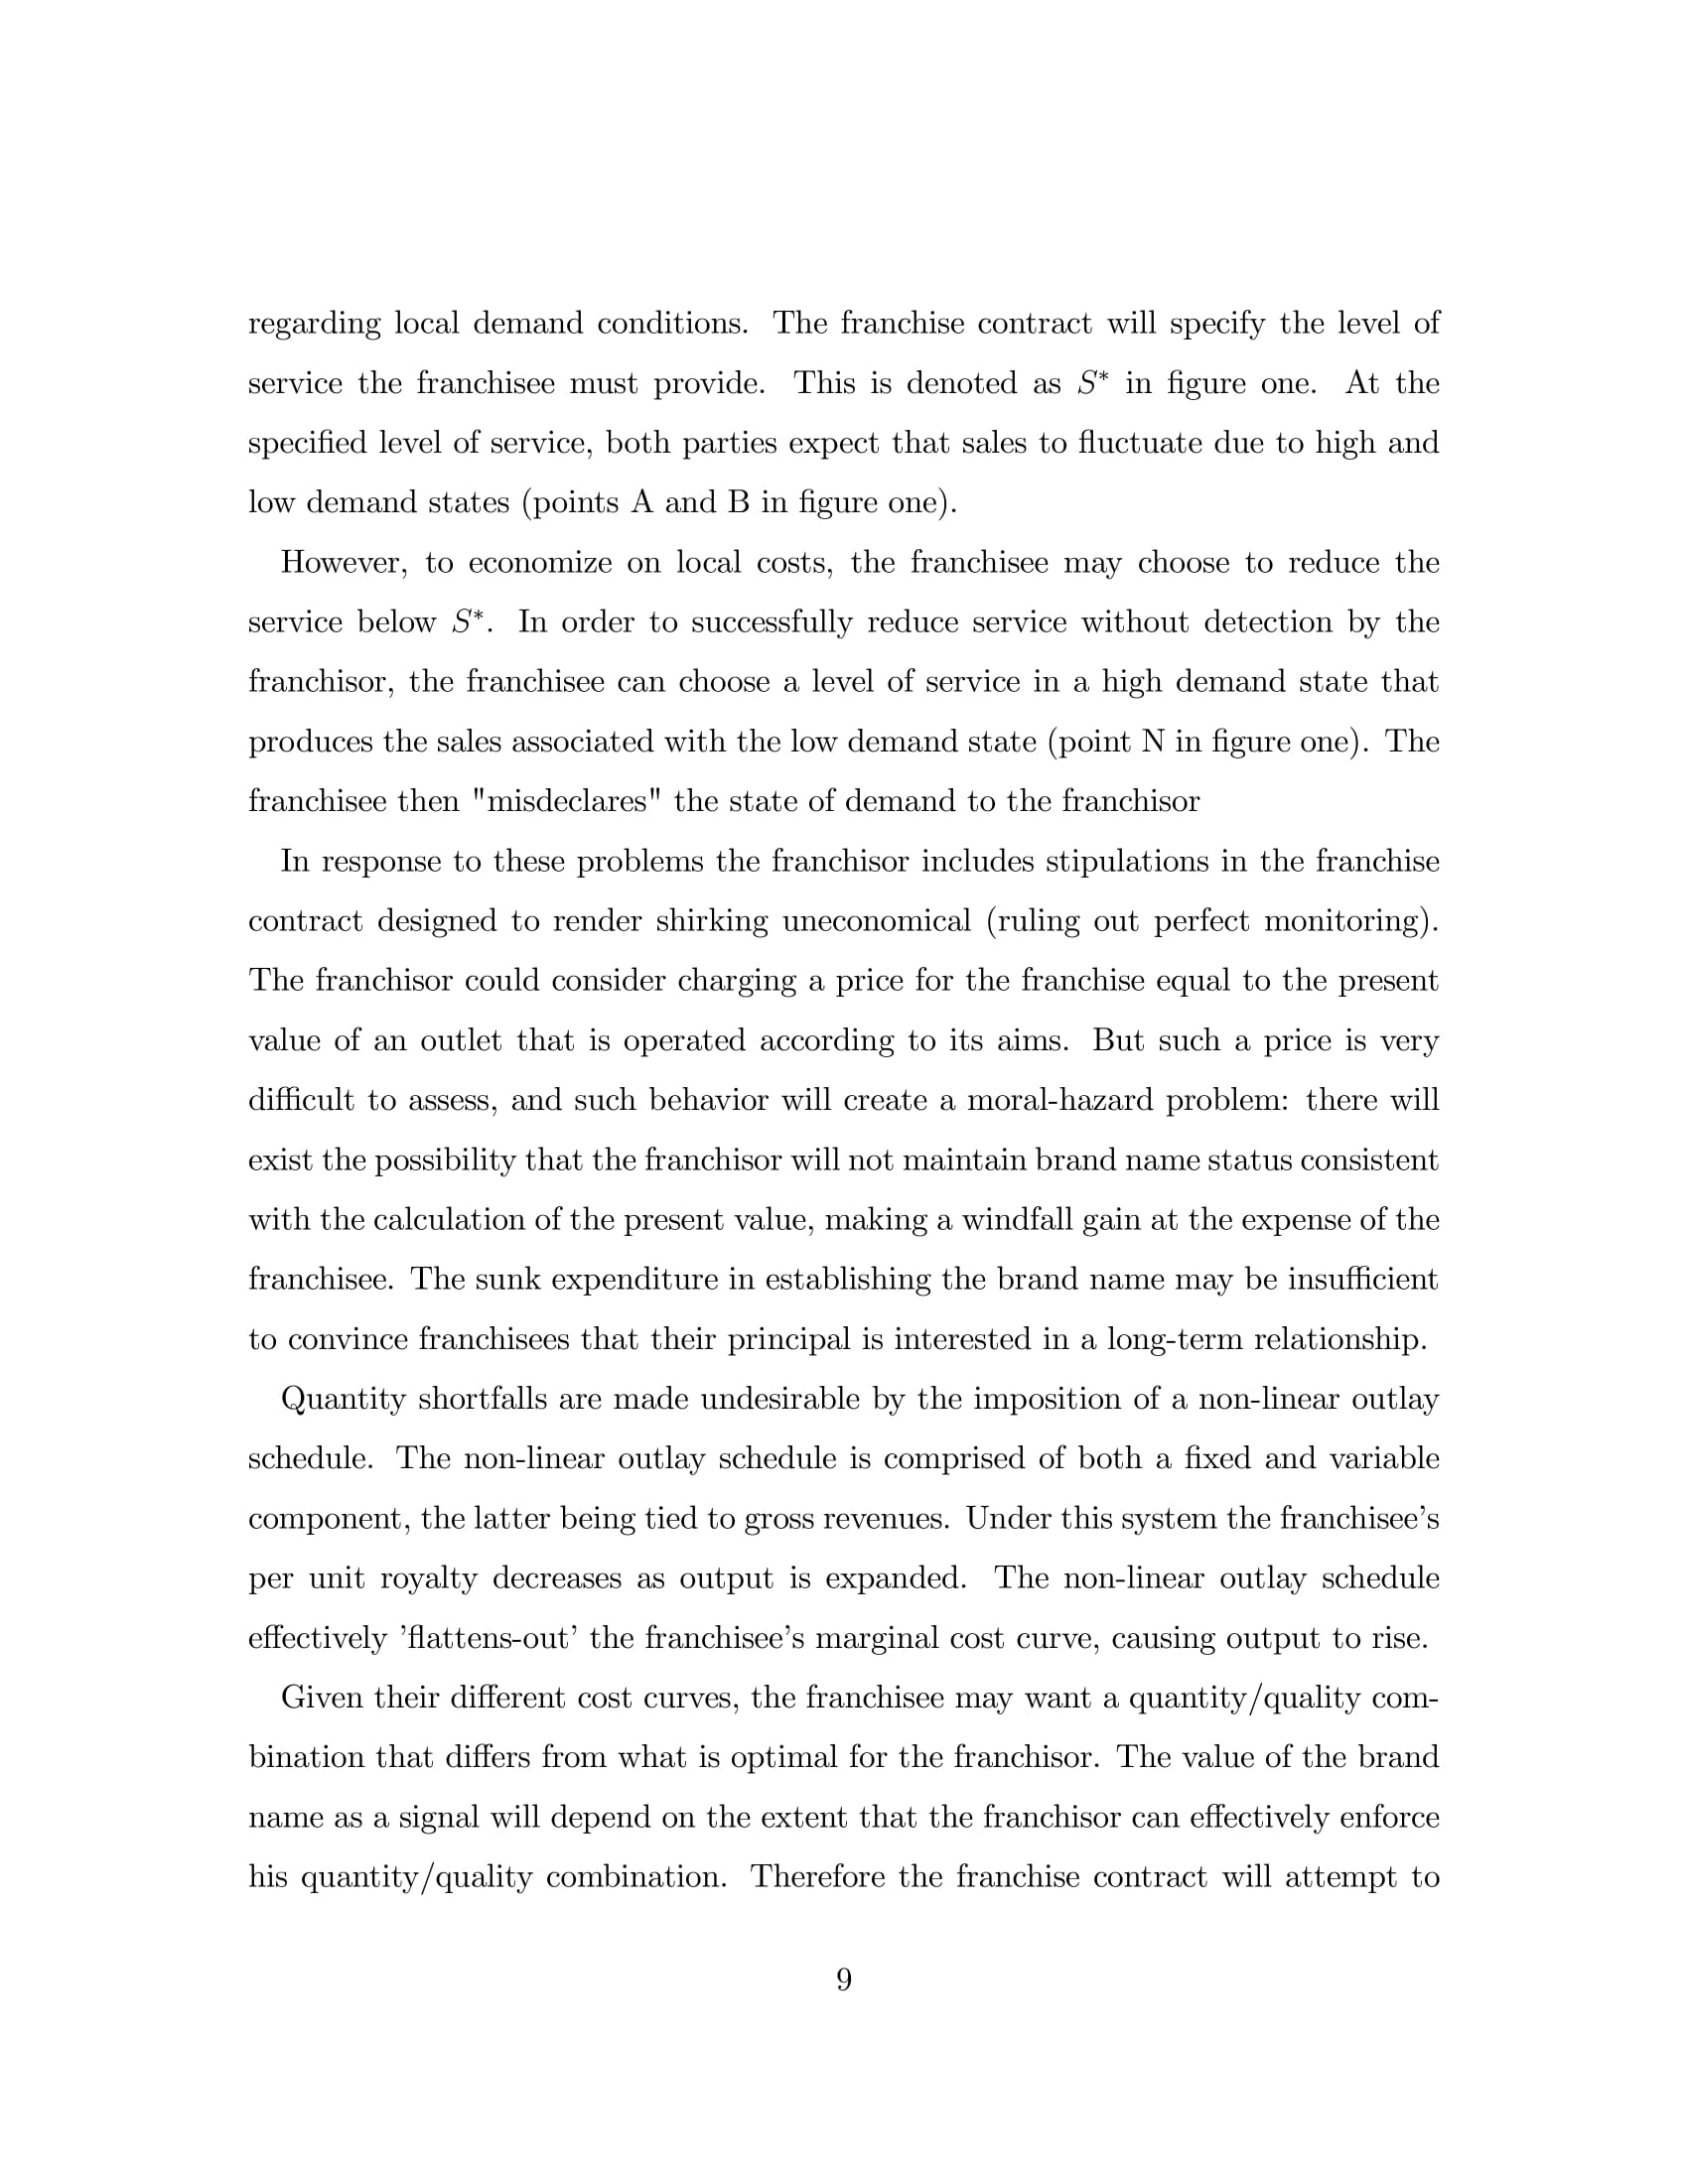 regarding local demand conditions. The franchise contract will specify the level of
service the franchisee must provide. This is denoted as S* in figure one. At the
specified level of service, both parties expect that sales to fluctuate due to high and
low demand states (points A and B in figure one).
However, to economize on local costs, the franchisee may choose to reduce the
service below S*. In order to successfully reduce service without detection by the
franchisor, the franchisee can choose a level of service in a high demand state that
produces the sales associated with the low demand state (point N in figure one). The
franchisee then "misdeclares" the state of demand to the franchisor
In response to these problems the franchisor includes stipulations in the franchise
contract designed to render shirking uneconomical (ruling out perfect monitoring).
The franchisor could consider charging a price for the franchise equal to the present
value of an outlet that is operated according to its aims. But such a price is very
difficult to assess, and such behavior will create a moral-hazard problem: there will
exist the possibility that the franchisor will not maintain brand name status consistent
with the calculation of the present value, making a windfall gain at the expense of the
franchisee. The sunk expenditure in establishing the brand name may be insufficient
to convince franchisees that their principal is interested in a long-term relationship.
Quantity shortfalls are made undesirable by the imposition of a non-linear outlay
schedule. The non-linear outlay schedule is comprised of both a fixed and variable
component, the latter being tied to gross revenues. Under this system the franchisee's
per unit royalty decreases as output is expanded. The non-linear outlay schedule
effectively 'flattens-out' the franchisee's marginal cost curve, causing output to rise.
Given their different cost curves, the franchisee may want a quantity/quality com-
bination that differs from what is optimal for the franchisor. The value of the brand
name as a signal will depend on the extent that the franchisor can effectively enforce
his quantity/quality combination. Therefore the franchise contract will attempt to
9